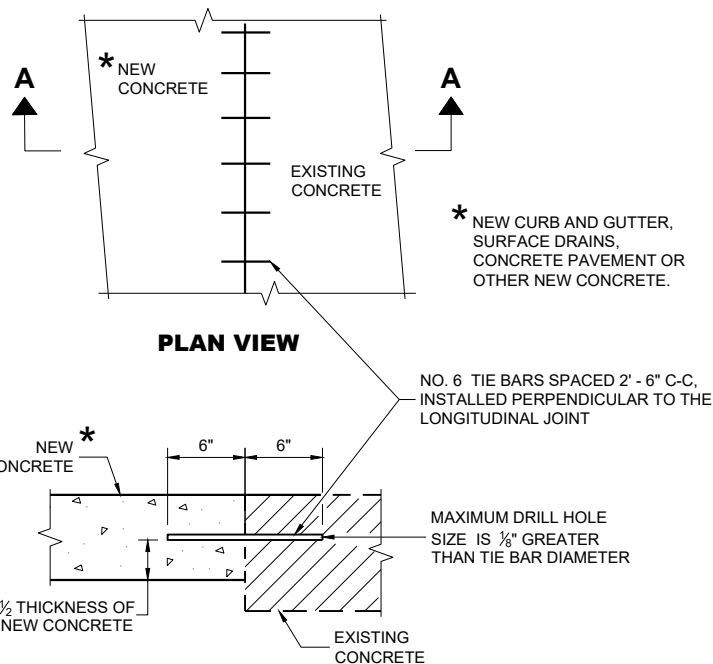 A
A
* NEW
CONCRETE
EXISTING
CONCRETE
* NEW CURB AND GUTTER,
SURFACE DRAINS,
CONCRETE PAVEMENT OR
OTHER NEW CONCRETE.
PLAN VIEW
NO. 6 TIE BARS SPACED 2' - 6" C-C,
INSTALLED PERPENDICULAR TO THE
LONGITUDINAL JOINT
NEW *
6"
6"
MAXIMUM DRILL HOLE
SIZE IS ⅛" GREATER
THAN TIE BAR DIAMETER
½ THICKNESS OF
NEW CONCRETE
EXISTING
CONCRETE